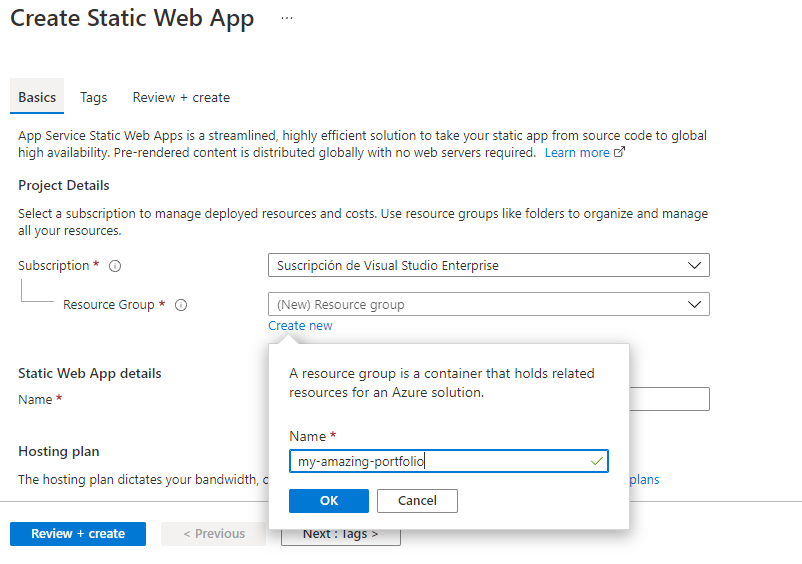 Create Static Web App ...
Basics Tags Review + create
App Service Static Web Apps is a streamlined, highly efficient solution to take your static app from source code to global
high availability. Pre-rendered content is distributed globally with no web servers required. Learn more
Project Details
Select a subscription to manage deployed resources and costs. Use resource groups like folders to organize and manage
all your resources.
Subscription *
Suscripción de Visual Studio Enterprise
Resource Group *
(New) Resource group
Create new
A resource group is a container that holds related
resources for an Azure solution.
Name *
my-amazing-portfolio
OK Cancel
Static Web App details
Name *
Hosting plan
The hosting plan dictates your bandwidth, plans
Review + create < Previous Next : Tags >